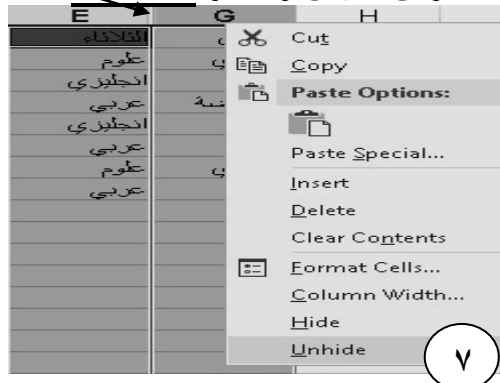 E G H
الثلاثاء
علوم
انجليزي
عربي
انجليزي
عربي
علوم
عربي
Cut
Copy
Paste Options:
Paste Special...
Insert
Delete
Clear Contents
Format Cells...
Column Width...
Hide
Unhide
٧